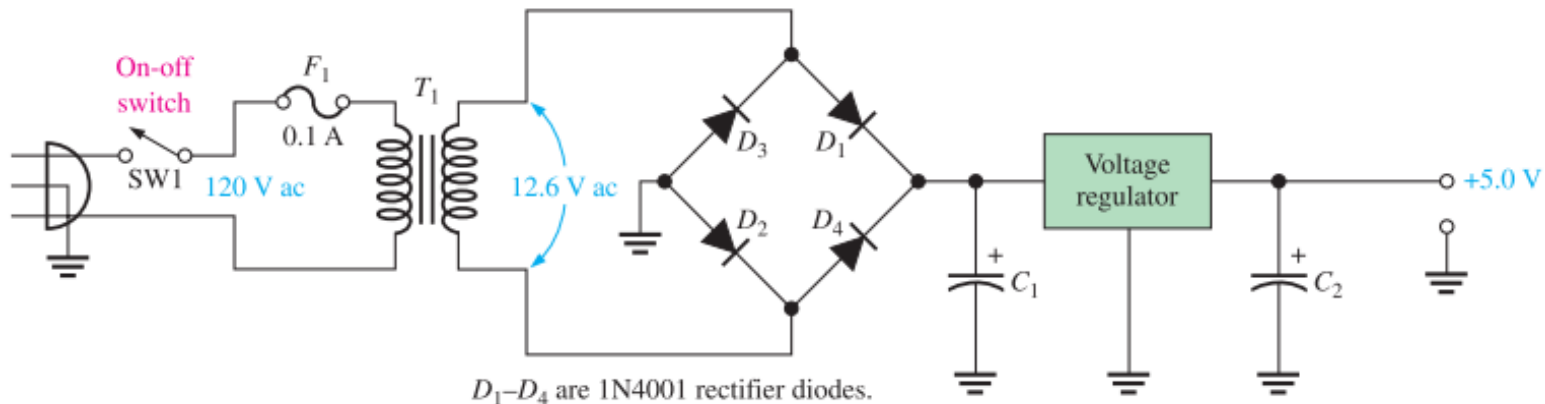 On-off
switch
F₁
T₁
0.1 A
SW1
120 V ac
12.6 V ac
D₃
D₁
D₂
D₄
Voltage
regulator
+5.0 V
+
C₁
+
C₂
D₁–D₄ are 1N4001 rectifier diodes.